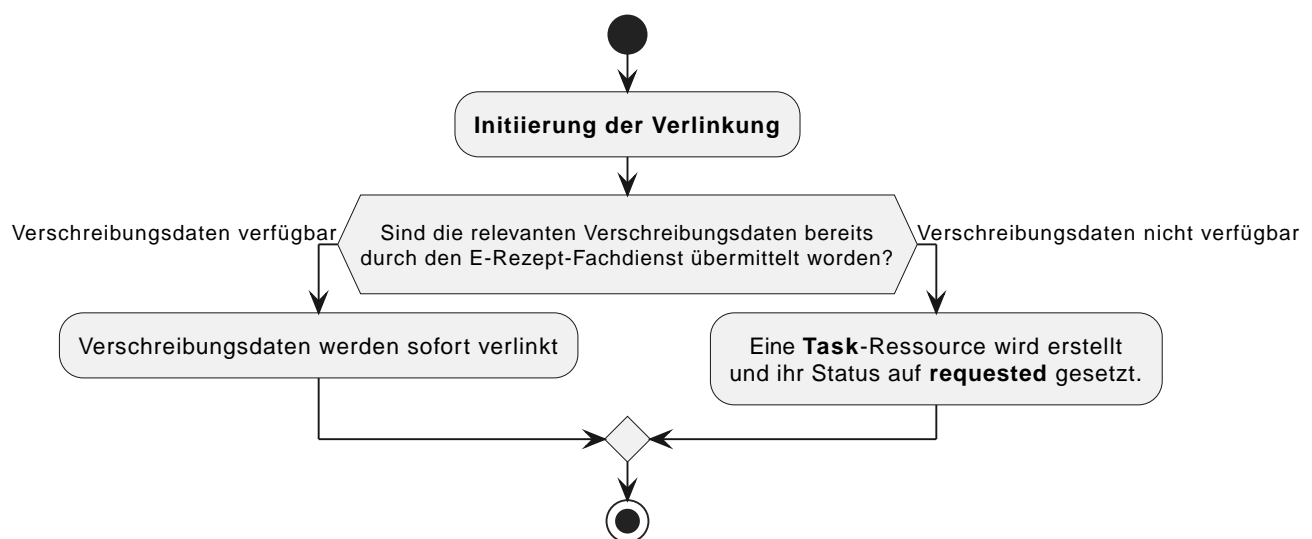 Initiierung der Verlinkung
Sind die relevanten Verschreibungsdaten bereits
durch den E-Rezept-Fachdienst übermittelt worden?
Verschreibungsdaten verfügbar
Verschreibungsdaten nicht verfügbar
Verschreibungsdaten werden sofort verlinkt
Eine Task-Ressource wird erstellt
und ihr Status auf requested gesetzt.